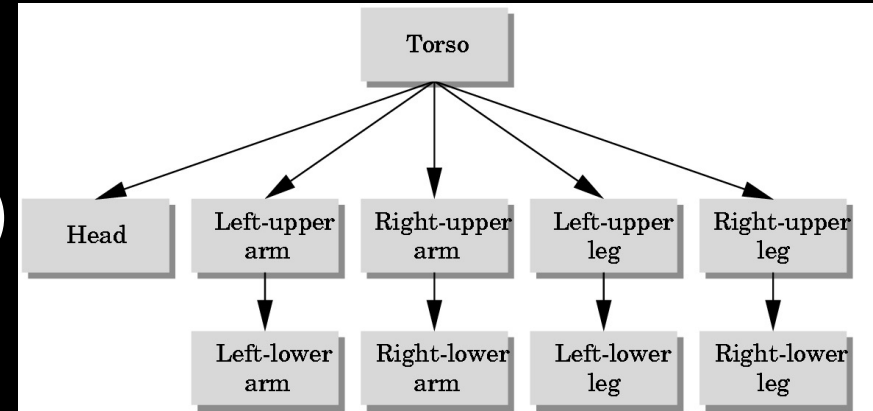 Torso
Head
Left-upper
arm
Right-upper
arm
Left-upper
leg
Right-upper
leg
Left-lower
arm
Right-lower
arm
Left-lower
leg
Right-lower
leg